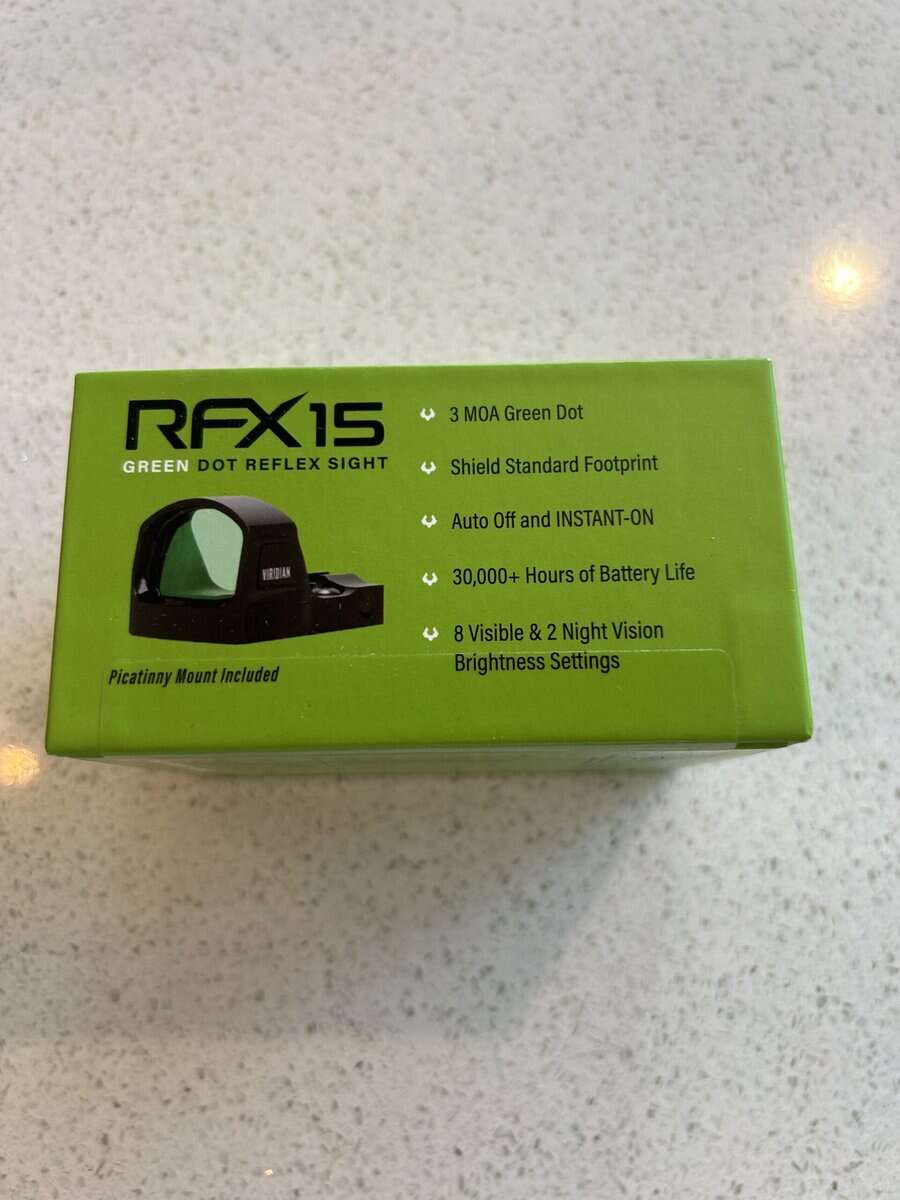 RFX15
GREEN DOT REFLEX SIGHT
VIRIDIAN
Picatinny Mount Included
3 MOA Green Dot
Shield Standard Footprint
Auto Off and INSTANT-ON
30,000+ Hours of Battery Life
8 Visible & 2 Night Vision
Brightness Settings